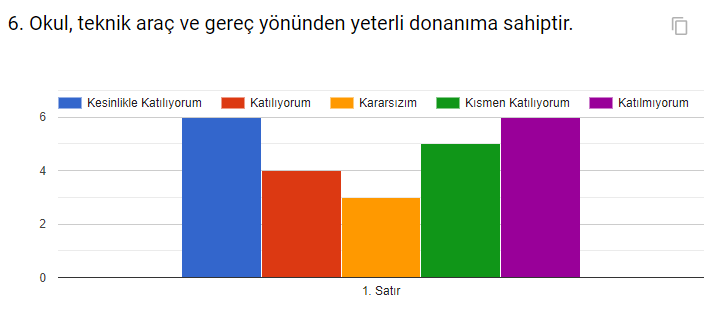 6. Okul, teknik araç ve gereç yönünden yeterli donanıma sahiptir.
Kesinlikle Katılıyorum Katılıyorum Kararsızım Kısmen Katılıyorum Katılmıyorum
6
4
2
0
1. Satır